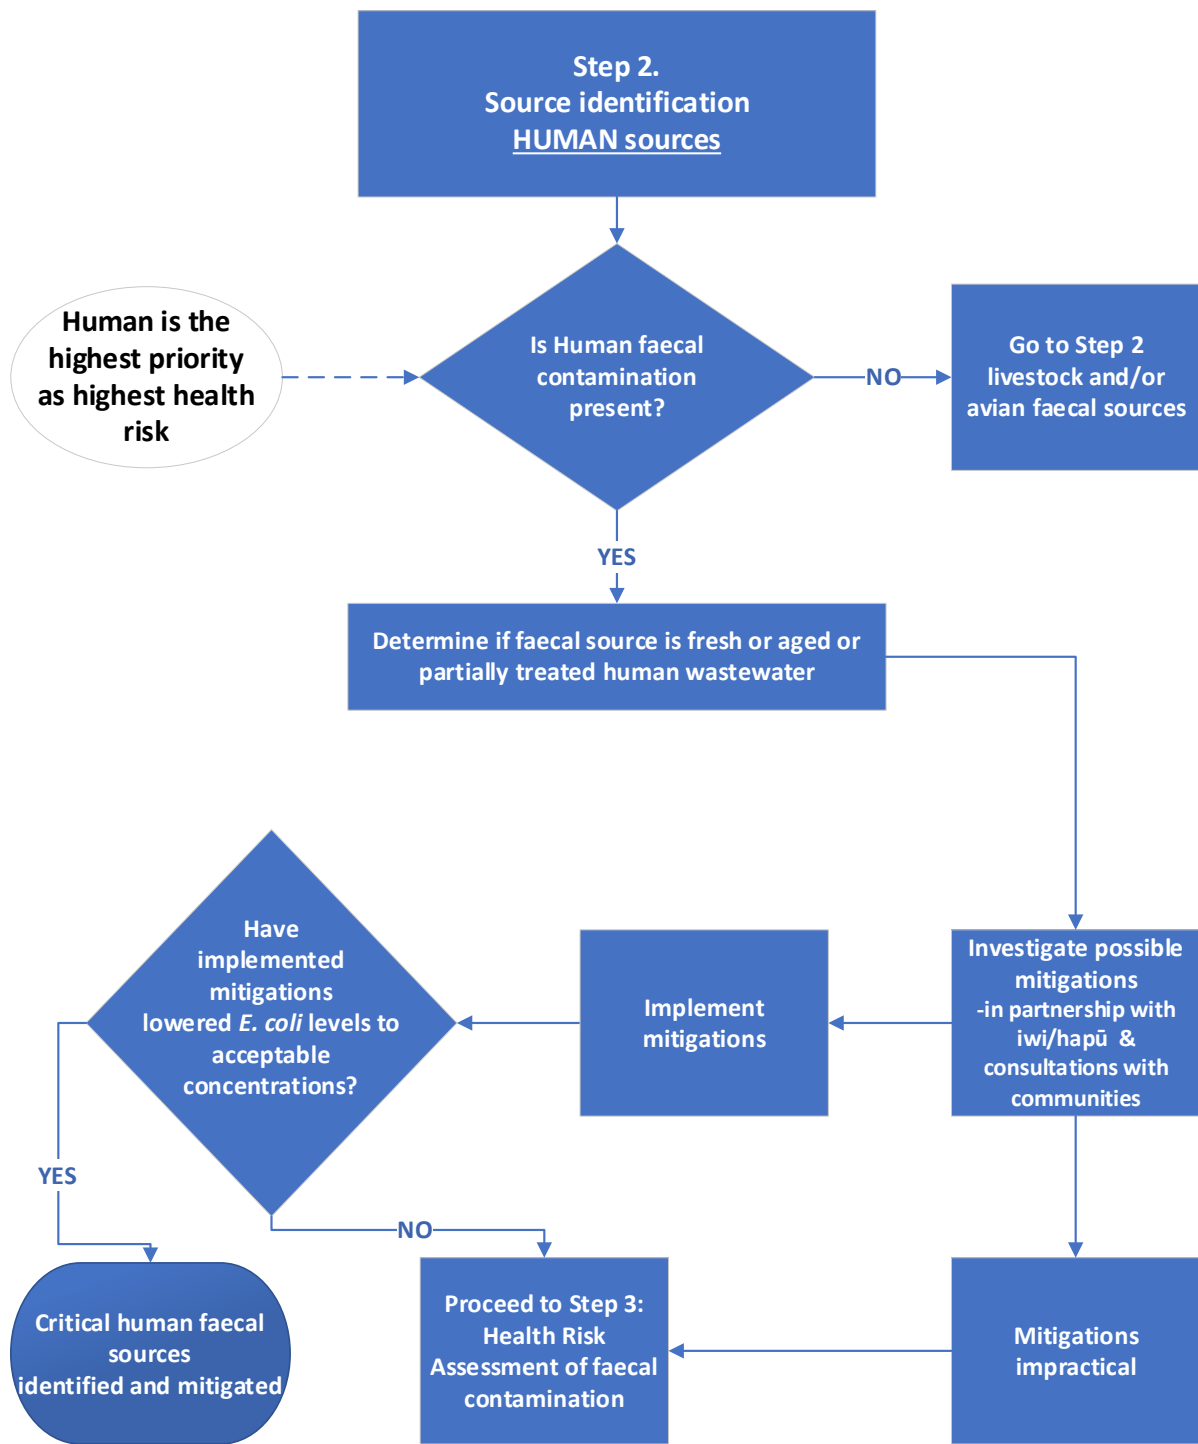 Step 2.
Source identification
HUMAN sources
Human is the
highest priority
as highest health
risk
Is Human faecal
contamination
present?
NO
Go to Step 2
livestock and/or
avian faecal sources
YES
Determine if faecal source is fresh or aged or
partially treated human wastewater
Have
implemented
mitigations
lowered E. coli levels to
acceptable
concentrations?
Implement
mitigations
Investigate possible
mitigations
-in partnership with
iwi/hapū &
consultations with
communities
YES
NO
Critical human faecal
sources
identified and mitigated
Proceed to Step 3:
Health Risk
Assessment of faecal
contamination
Mitigations
impractical